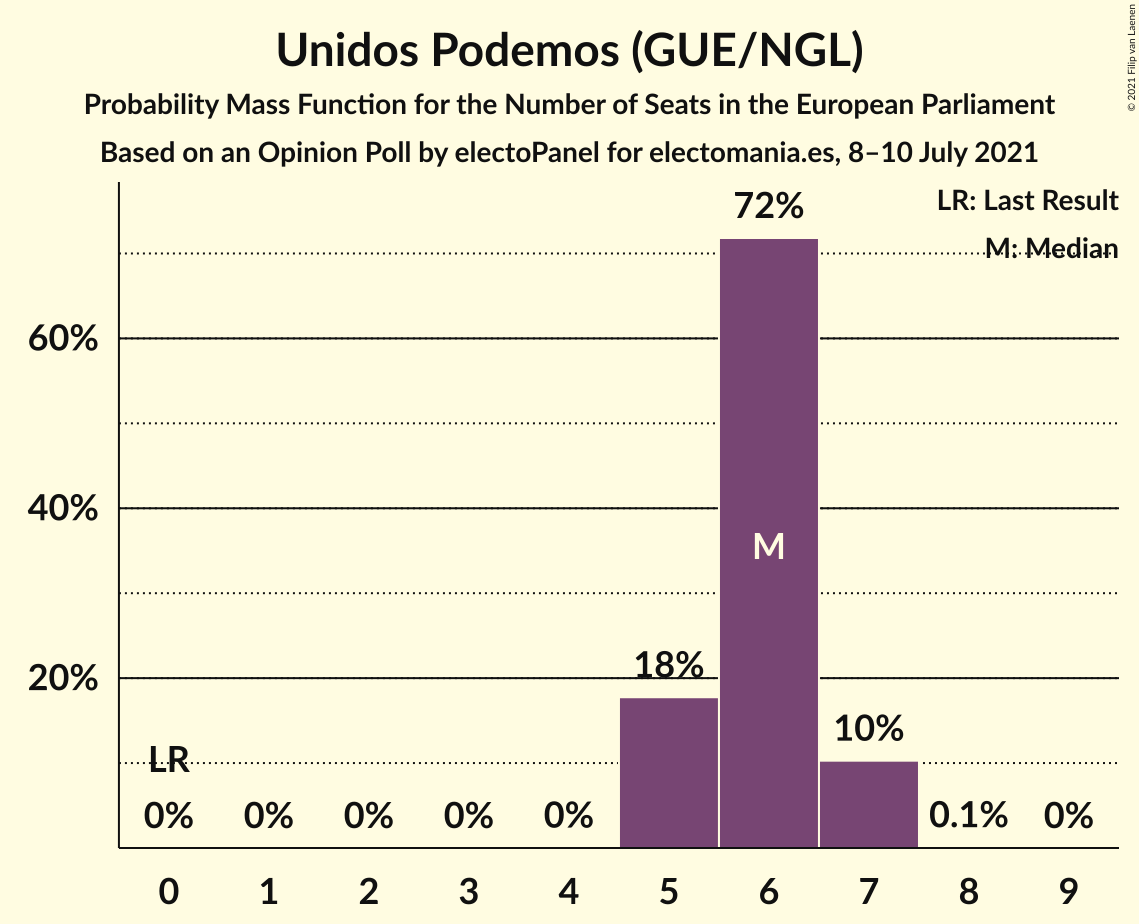 Unidos Podemos (GUE/NGL)
Probability Mass Function for the Number of Seats in the European Parliament
Based on an Opinion Poll by electoPanel for electomania.es, 8–10 July 2021
© 2021 Filip van Laenen
LR: Last Result
M: Median
72%
60%
40%
M
20%
18%
10%
LR
0% 0% 0% 0% 0% 0.1% 0%
0 1 2 3 4 5 6 7 8 9